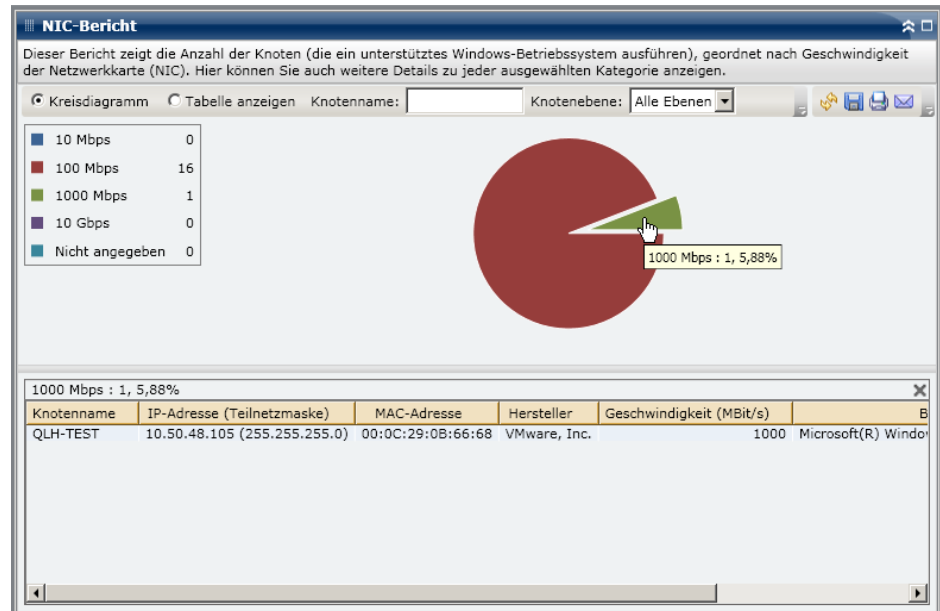 NIC-Bericht
Dieser Bericht zeigt die Anzahl der Knoten (die ein unterstütztes Windows-Betriebssystem ausführen), geordnet nach Geschwindigkeit
der Netzwerkkarte (NIC). Hier können Sie auch weitere Details zu jeder ausgewählten Kategorie anzeigen.
Kreisdiagramm Tabelle anzeigen Knotenname: Knotenebene: Alle Ebenen
10 Mbps 0
100 Mbps 16
1000 Mbps 1
10 Gbps 0
Nicht angegeben 0
1000 Mbps : 1, 5,88%
1000 Mbps : 1, 5,88%
Knotenname IP-Adresse (Teilnetzmaske) MAC-Adresse Hersteller Geschwindigkeit (MBit/s) B
QLH-TEST 10.50.48.105 (255.255.255.0) 00:0C:29:0B:66:68 VMware, Inc. 1000 Microsoft(R) Windo